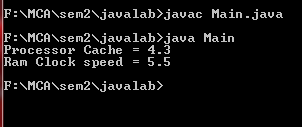 F:\MCA\sem2\javalab>javac Main.java
F:\MCA\sem2\javalab>java Main
Processor Cache = 4.3
Ram Clock speed = 5.5
F:\MCA\sem2\javalab>